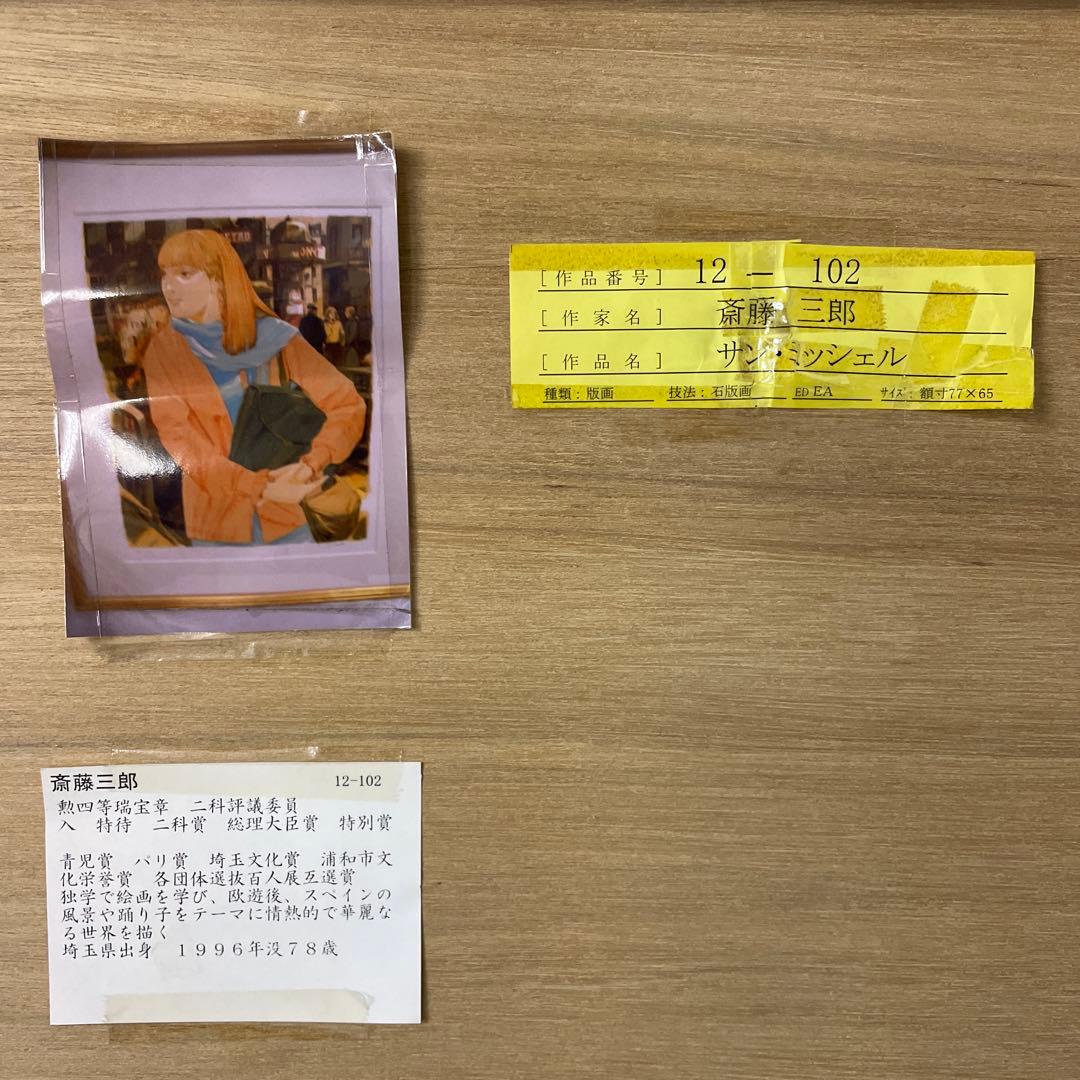 [作品番号] 12 — 102
[作家名] 斎藤 三郎
[作品名] サン・ミッシェル
種類:版画 技法:石版画 ED EA サイズ:額寸77×65
斎藤三郎 12-102
勲四等瑞宝章 二科評議委員
入 特待 二科賞 総理大臣賞 特別賞
青児賞 パリ賞 埼玉文化賞 浦和市文
化栄誉賞 各団体選抜百人展互選賞
独学で絵画を学び、欧遊後、スペインの
風景や踊り子をテーマに情熱的で華麗な
る世界を描く
埼玉県出身 1996年没78歳